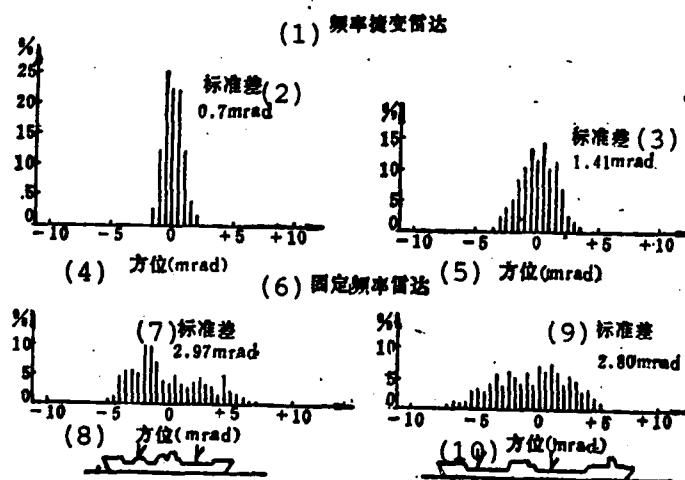 (1) 频率捷变雷达
%
25
20
15
10
5
0
标准差(2)
0.7mrad
-10 -5 0 +5 +10
(4) 方位(mrad)
%
15
10
5
0
标准差(3)
1.41mrad
-10 -5 0 +5 +10
(5) 方位(mrad)
(6) 固定频率雷达
%
10
5
0
(7) 标准差
2.97mrad
-10 -5 0 +5 +10
(8) 方位(mrad)
%
10
5
0
(9) 标准差
2.80mrad
-10 -5 0 +5 +10
(10) 方位(mrad)